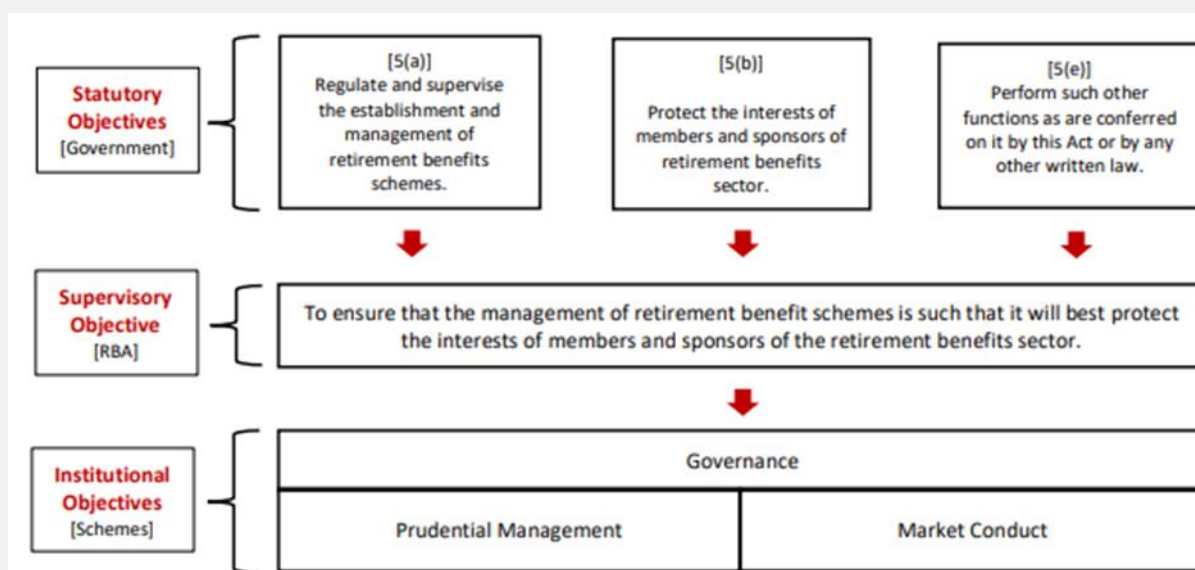 Statutory
Objectives
[Government]
[5(a)]
Regulate and supervise
the establishment and
management of
retirement benefits
schemes.
[5(b)]
Protect the interests of
members and sponsors of
retirement benefits
sector.
[5(e)]
Perform such other
functions as are conferred
on it by this Act or by any
other written law.
Supervisory
Objective
[RBA]
To ensure that the management of retirement benefit schemes is such that it will best protect
the interests of members and sponsors of the retirement benefits sector.
Institutional
Objectives
[Schemes]
Governance
Prudential Management
Market Conduct